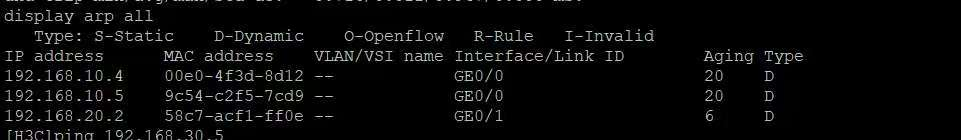 display arp all
Type: S-Static D-Dynamic O-Openflow R-Rule I-Invalid
IP address MAC address VLAN/VSI name Interface/Link ID Aging Type
192.168.10.4 00e0-4f3d-8d12 -- GE0/0 20 D
192.168.10.5 9c54-c2f5-7cd9 -- GE0/0 20 D
192.168.20.2 58c7-acf1-ff0e -- GE0/1 6 D
[H3C]ping 192.168.30.5